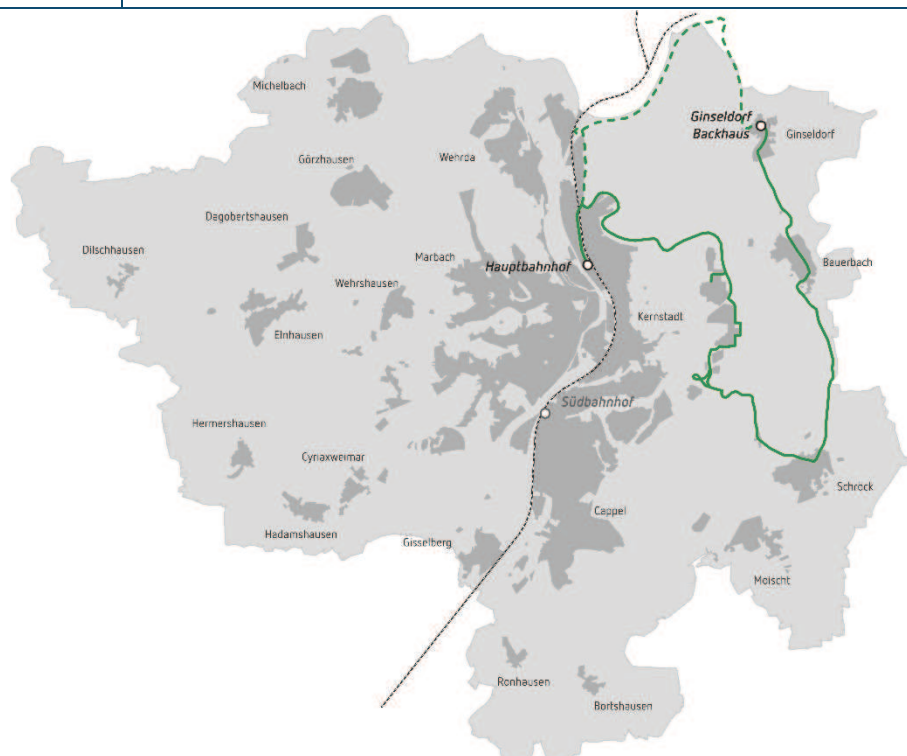 Michelbach
Ginseldorf
Backhaus
Ginseldorf
Wehrda
Görzhausen
Dagobertshausen
Dilschhausen
Marbach
Hauptbahnhof
Bauerbach
Wehrshausen
Kernstadt
Elnhausen
Südbahnhof
Hermershausen
Cyriaxweimar
Schröck
Cappel
Hadamshausen
Gisselberg
Moischt
Ronhausen
Bortshausen